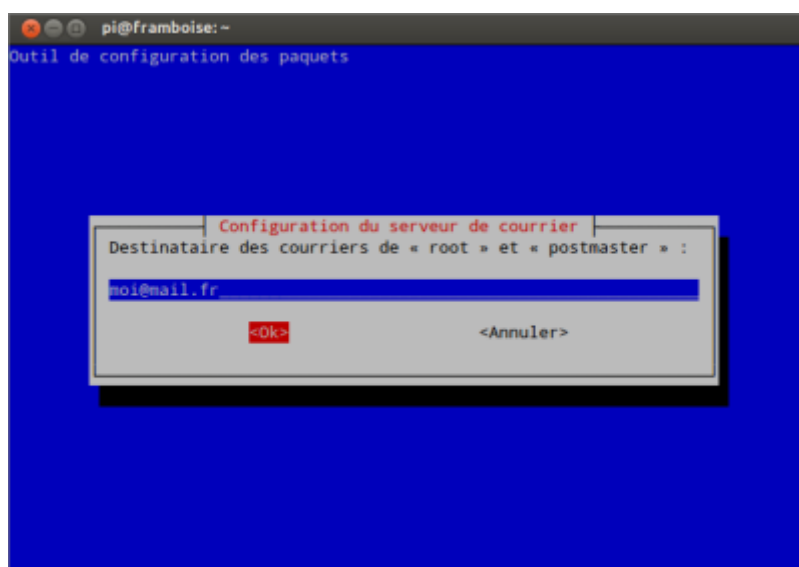 pi@framboise: ~
Outil de configuration des paquets
Configuration du serveur de courrier
Destinataire des courriers de « root » et « postmaster » :
moi@mail.fr
<Ok> <Annuler>